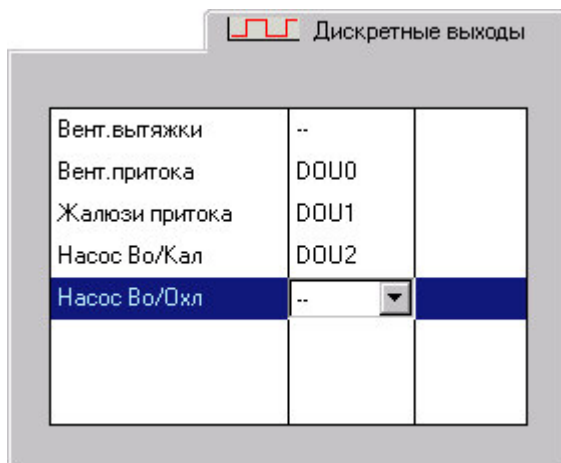 Дискретные выходы
Вент.вытяжки --
Вент.притока DOU0
Жалюзи притока DOU1
Насос Во/Кал DOU2
Насос Во/Охл --